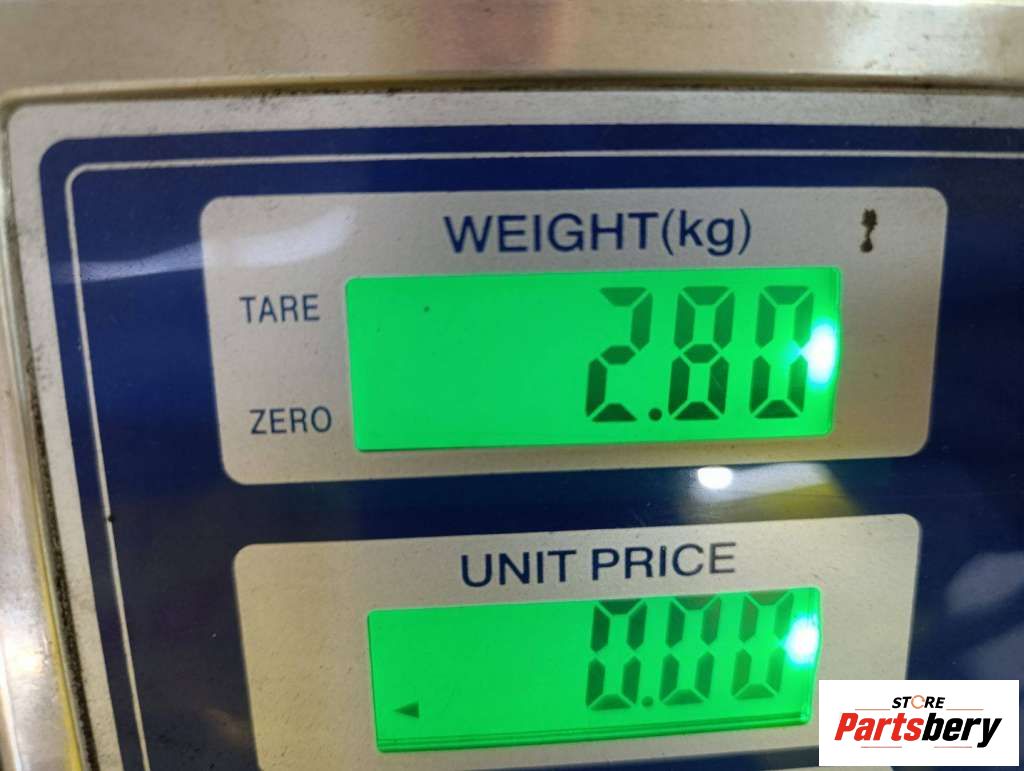 WEIGHT(kg)
TARE
2.80
ZERO
UNIT PRICE
0.00
STORE
Partsbery